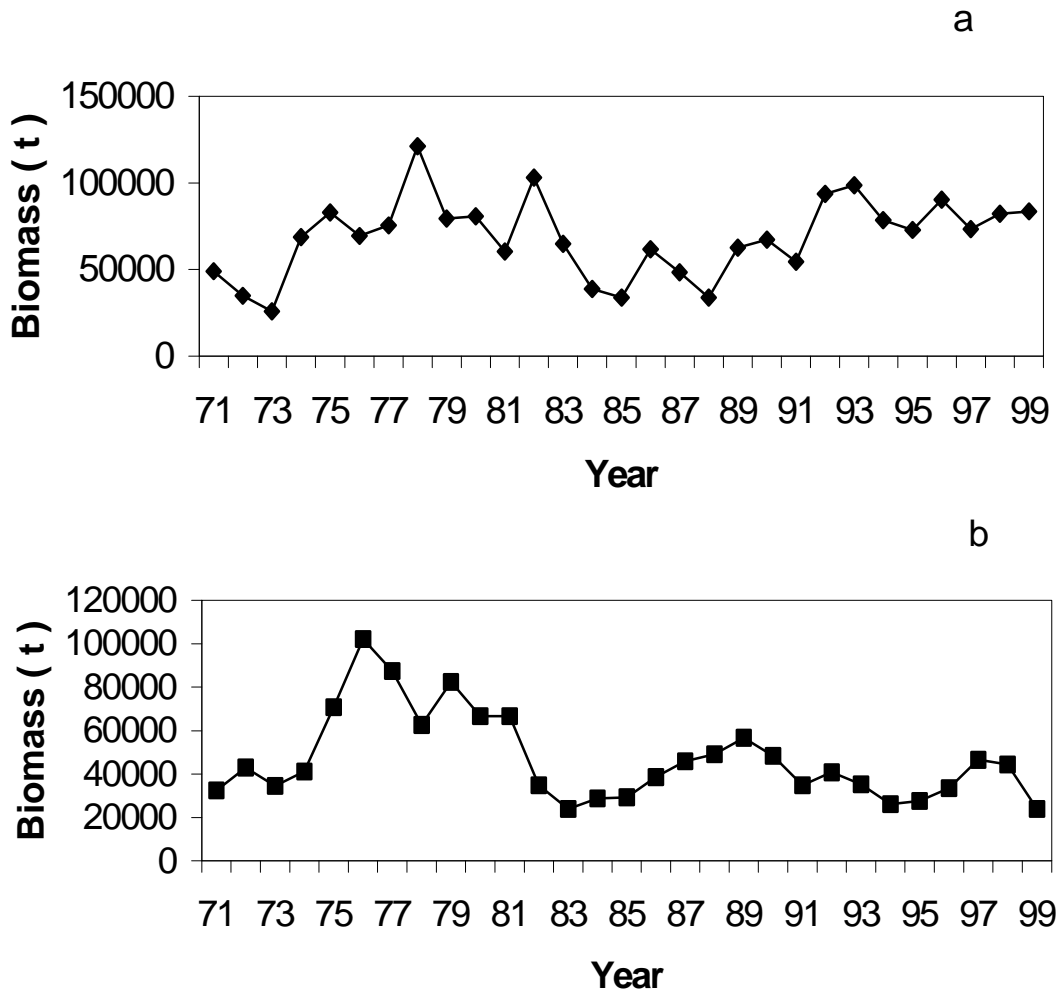 a
150000
100000
50000
0
Biomass ( t )
71 73 75 77 79 81 83 85 87 89 91 93 95 97 99
Year
b
120000
100000
80000
60000
40000
20000
0
Biomass ( t )
71 73 75 77 79 81 83 85 87 89 91 93 95 97 99
Year